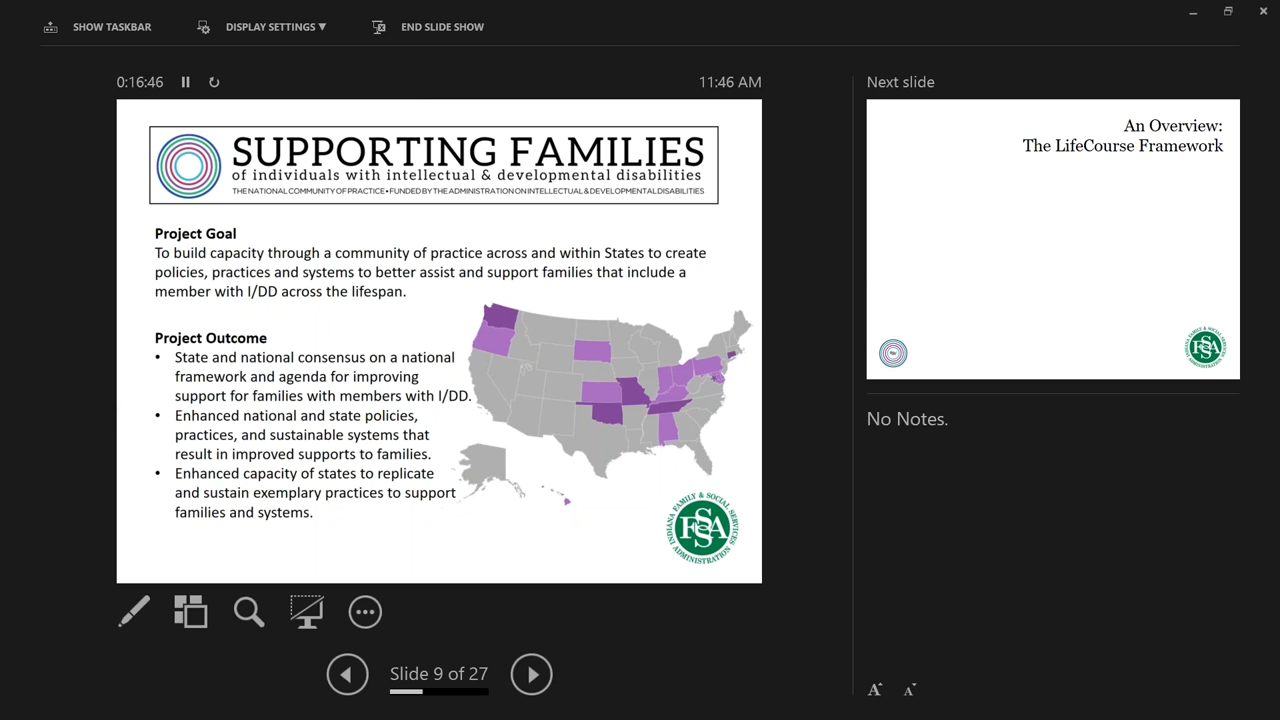 SHOW TASKBAR
DISPLAY SETTINGS ▼
END SLIDE SHOW
0:16:46
11:46 AM
SUPPORTING FAMILIES
of individuals with intellectual & developmental disabilities
THE NATIONAL COMMUNITY OF PRACTICE • FUNDED BY THE ADMINISTRATION ON INTELLECTUAL & DEVELOPMENTAL DISABILITIES
Project Goal
To build capacity through a community of practice across and within States to create
policies, practices and systems to better assist and support families that include a
member with I/DD across the lifespan.
Project Outcome
• State and national consensus on a national
framework and agenda for improving
support for families with members with I/DD.
• Enhanced national and state policies,
practices, and sustainable systems that
result in improved supports to families.
• Enhanced capacity of states to replicate
and sustain exemplary practices to support
families and systems.
INDIANA FAMILY & SOCIAL SERVICES ADMINISTRATION
FSSA
Slide 9 of 27
Next slide
An Overview:
The LifeCourse Framework
INDIANA FAMILY & SOCIAL SERVICES ADMINISTRATION
FSSA
No Notes.
A A